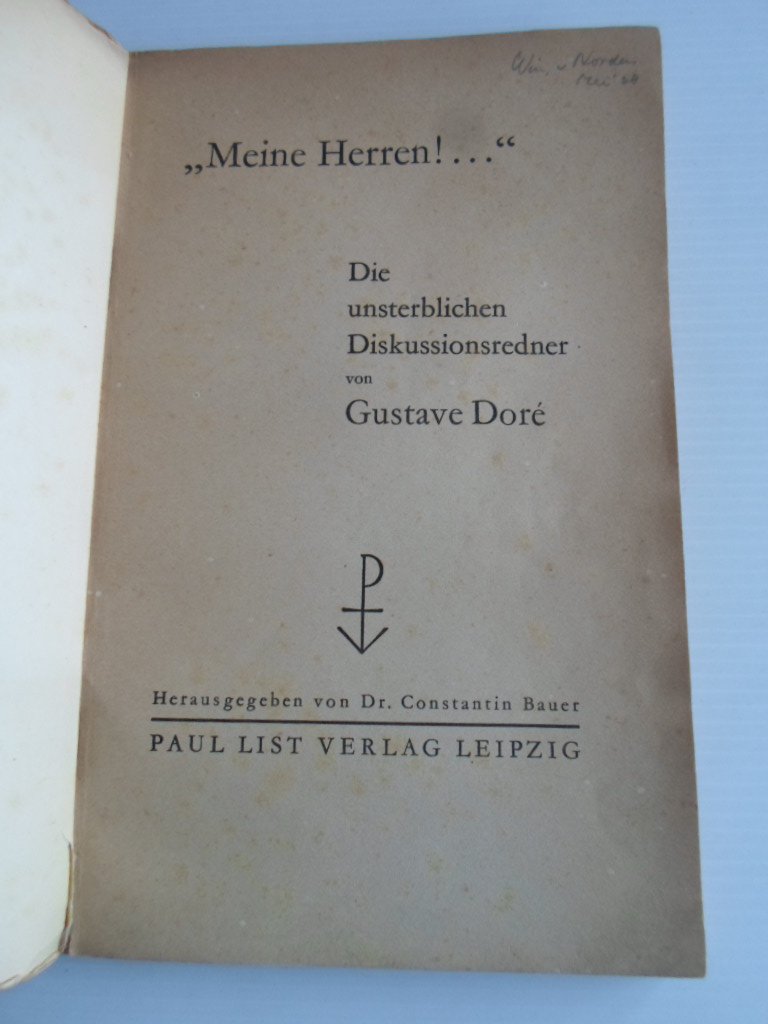 „Meine Herren!...“
Die
unsterblichen
Diskussionsredner
von
Gustave Doré
Herausgegeben von Dr. Constantin Bauer
PAUL LIST VERLAG LEIPZIG